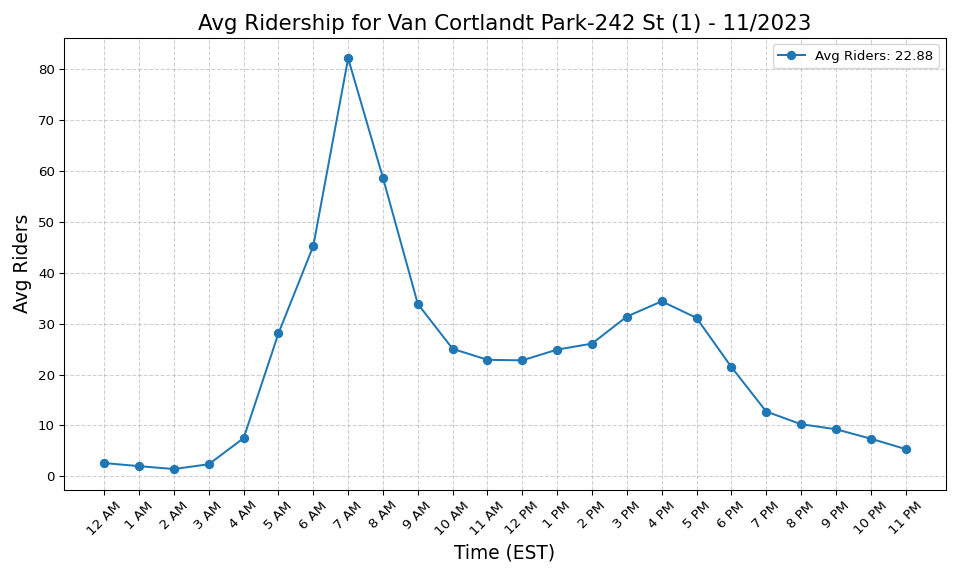 Avg Ridership for Van Cortlandt Park-242 St (1) - 11/2023
Avg Riders: 22.88
Avg Riders
80
70
60
50
40
30
20
10
0
12 AM
1 AM
2 AM
3 AM
4 AM
5 AM
6 AM
7 AM
8 AM
9 AM
10 AM
11 AM
12 PM
1 PM
2 PM
3 PM
4 PM
5 PM
6 PM
7 PM
8 PM
9 PM
10 PM
11 PM
Time (EST)